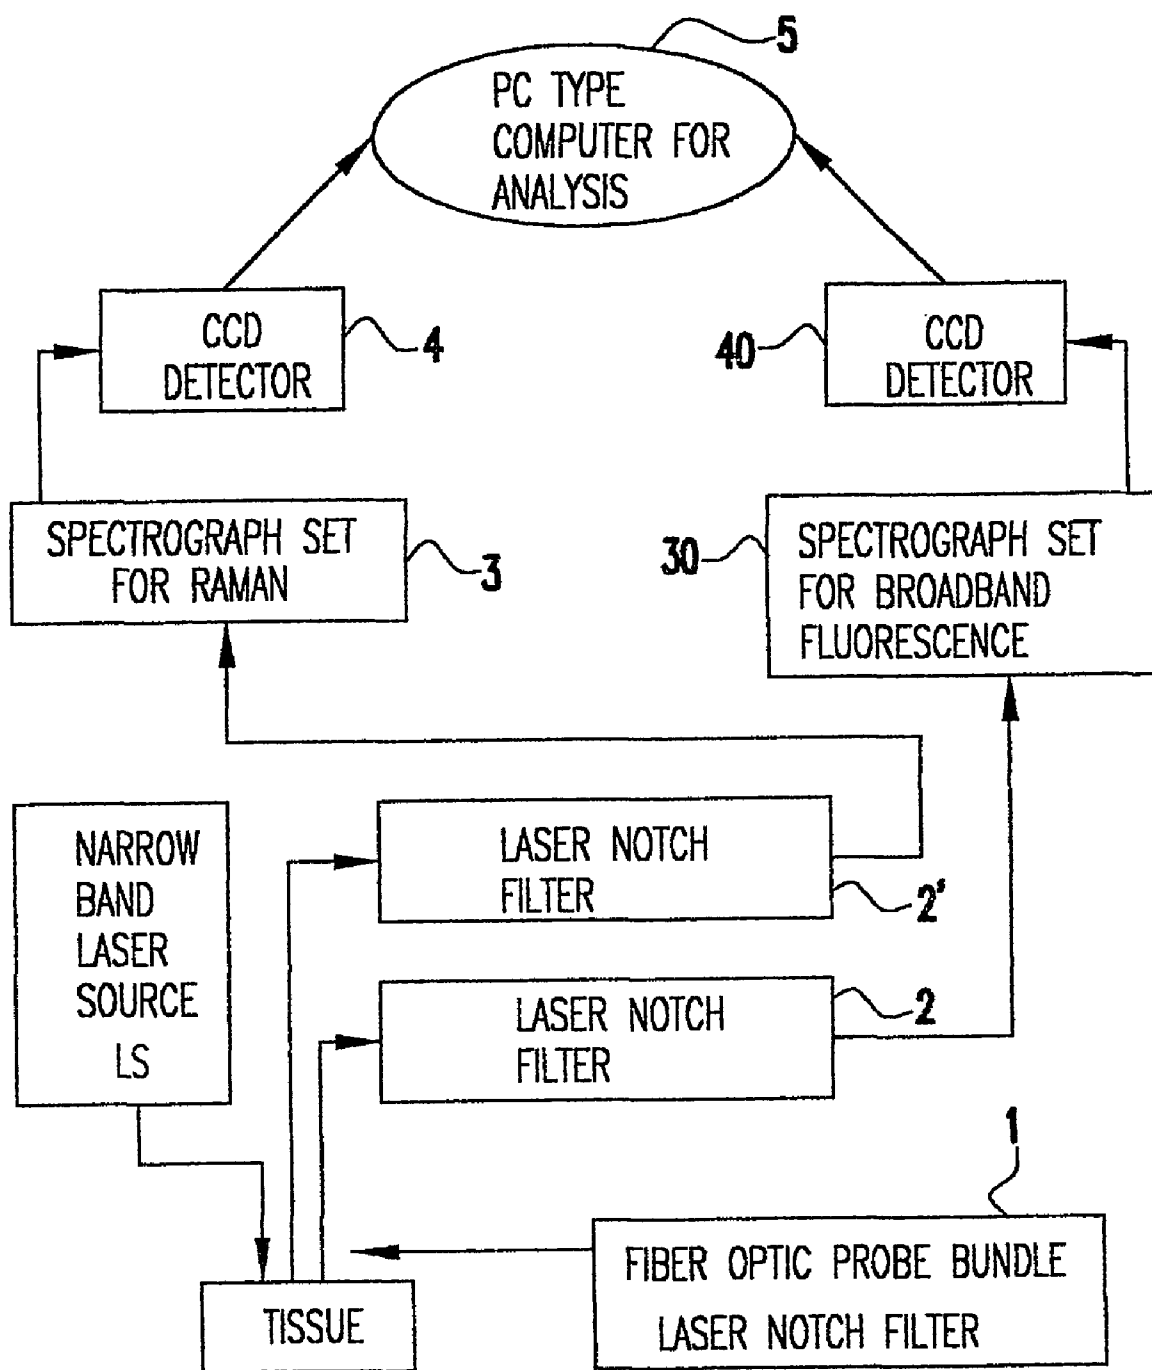 5
PC TYPE
COMPUTER FOR
ANALYSIS
CCD
DETECTOR
4
40
CCD
DETECTOR
SPECTROGRAPH SET
FOR RAMAN
3
30
SPECTROGRAPH SET
FOR BROADBAND
FLUORESCENCE
NARROW
BAND
LASER
SOURCE
LS
LASER NOTCH
FILTER
2'
LASER NOTCH
FILTER
2
1
FIBER OPTIC PROBE BUNDLE
LASER NOTCH FILTER
TISSUE